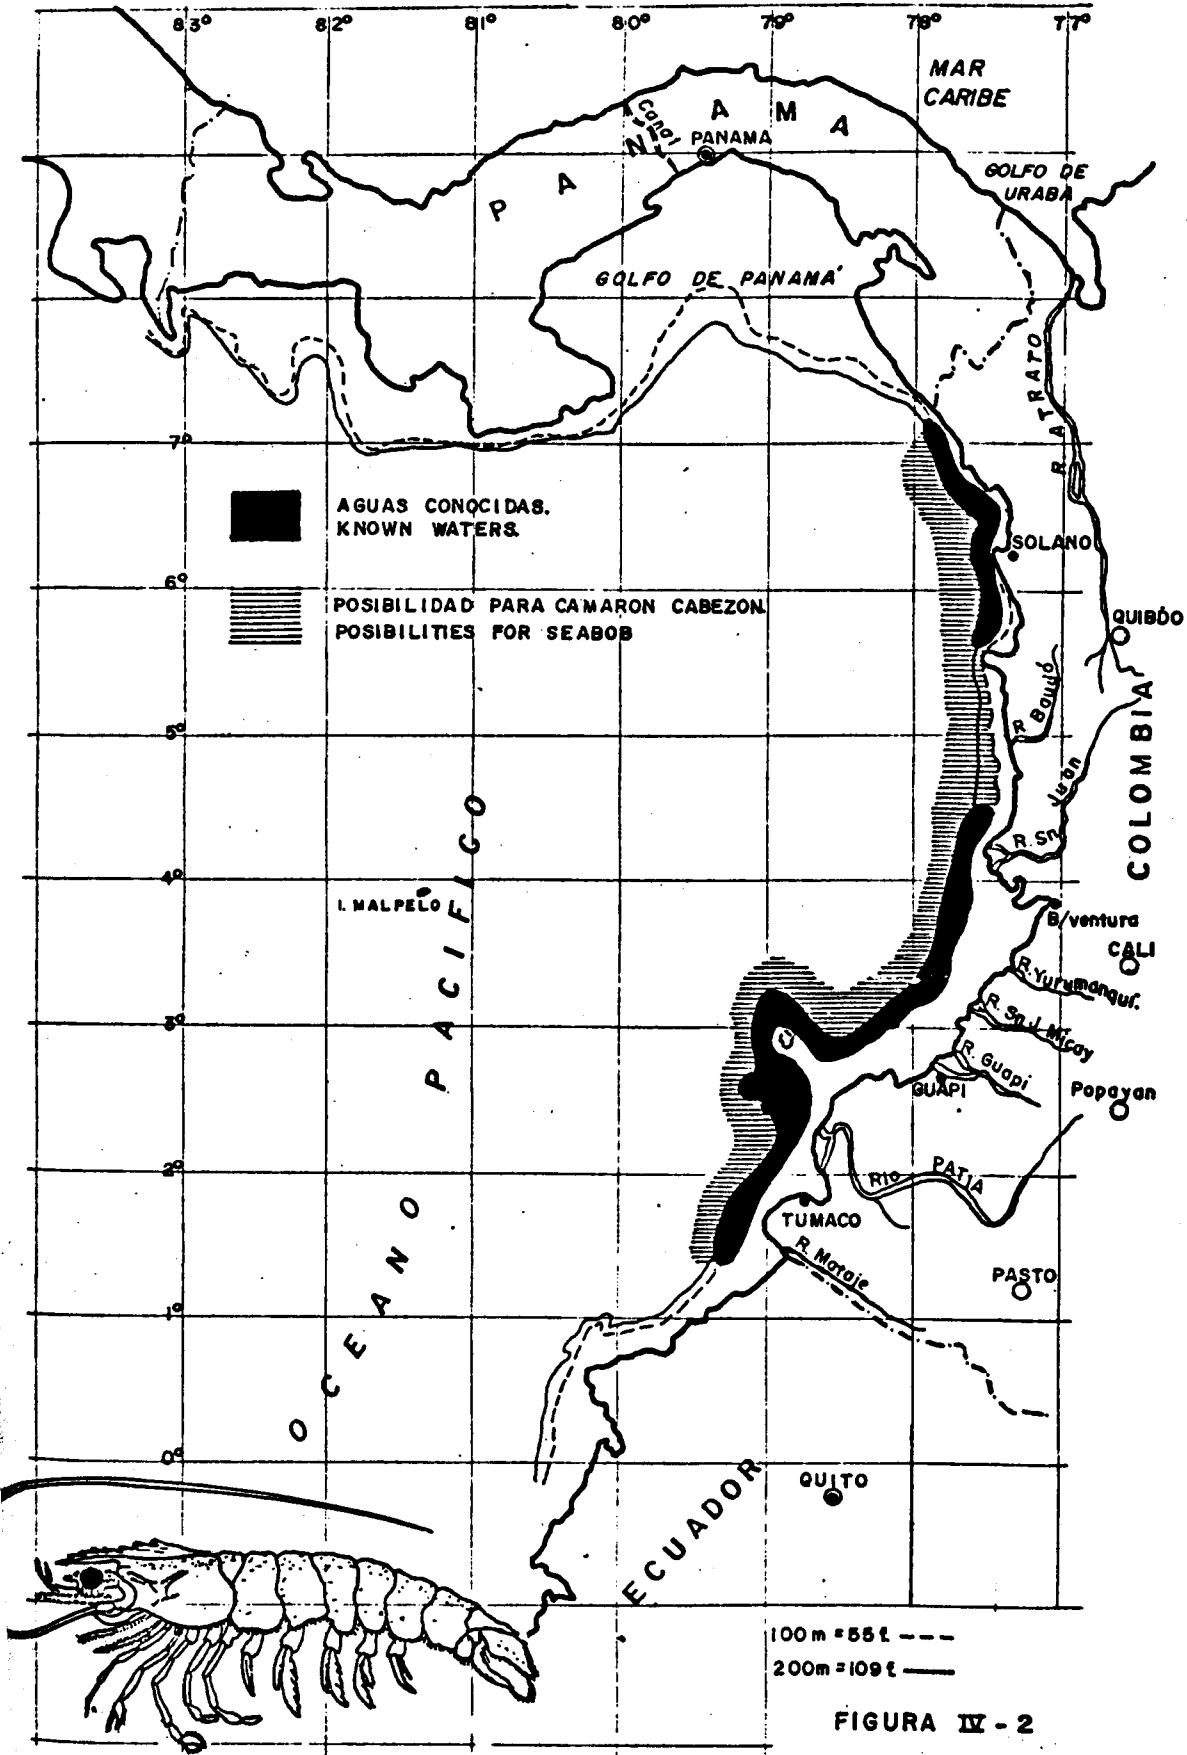 83° 82° 81° 80° 79° 78° 77°
MAR
CARIBE
PANAMA
Canal
PANAMA
GOLFO DE
URABA
GOLFO DE PANAMÁ
R ATRATO
7°
AGUAS CONOCIDAS.
KNOWN WATERS.
SOLANO
6°
POSIBILIDAD PARA CAMARON CABEZON.
POSIBILITIES FOR SEABOB
QUIBDÓ
R. Baudó
5°
COLOMBIA
R. Sn. Juan
4°
I. MALPELO
B/ventura
CALI
R. Yurumanguí.
OCEANO PACIFICO
3°
R. Sn J. Micay
R. Guapi
GUAPI
Popayan
2°
RIO PATIA
TUMACO
R. Mataje
PASTO
1°
0°
QUITO
ECUADOR
100 m = 55 f. ---
200m = 109 f. —
FIGURA IV - 2